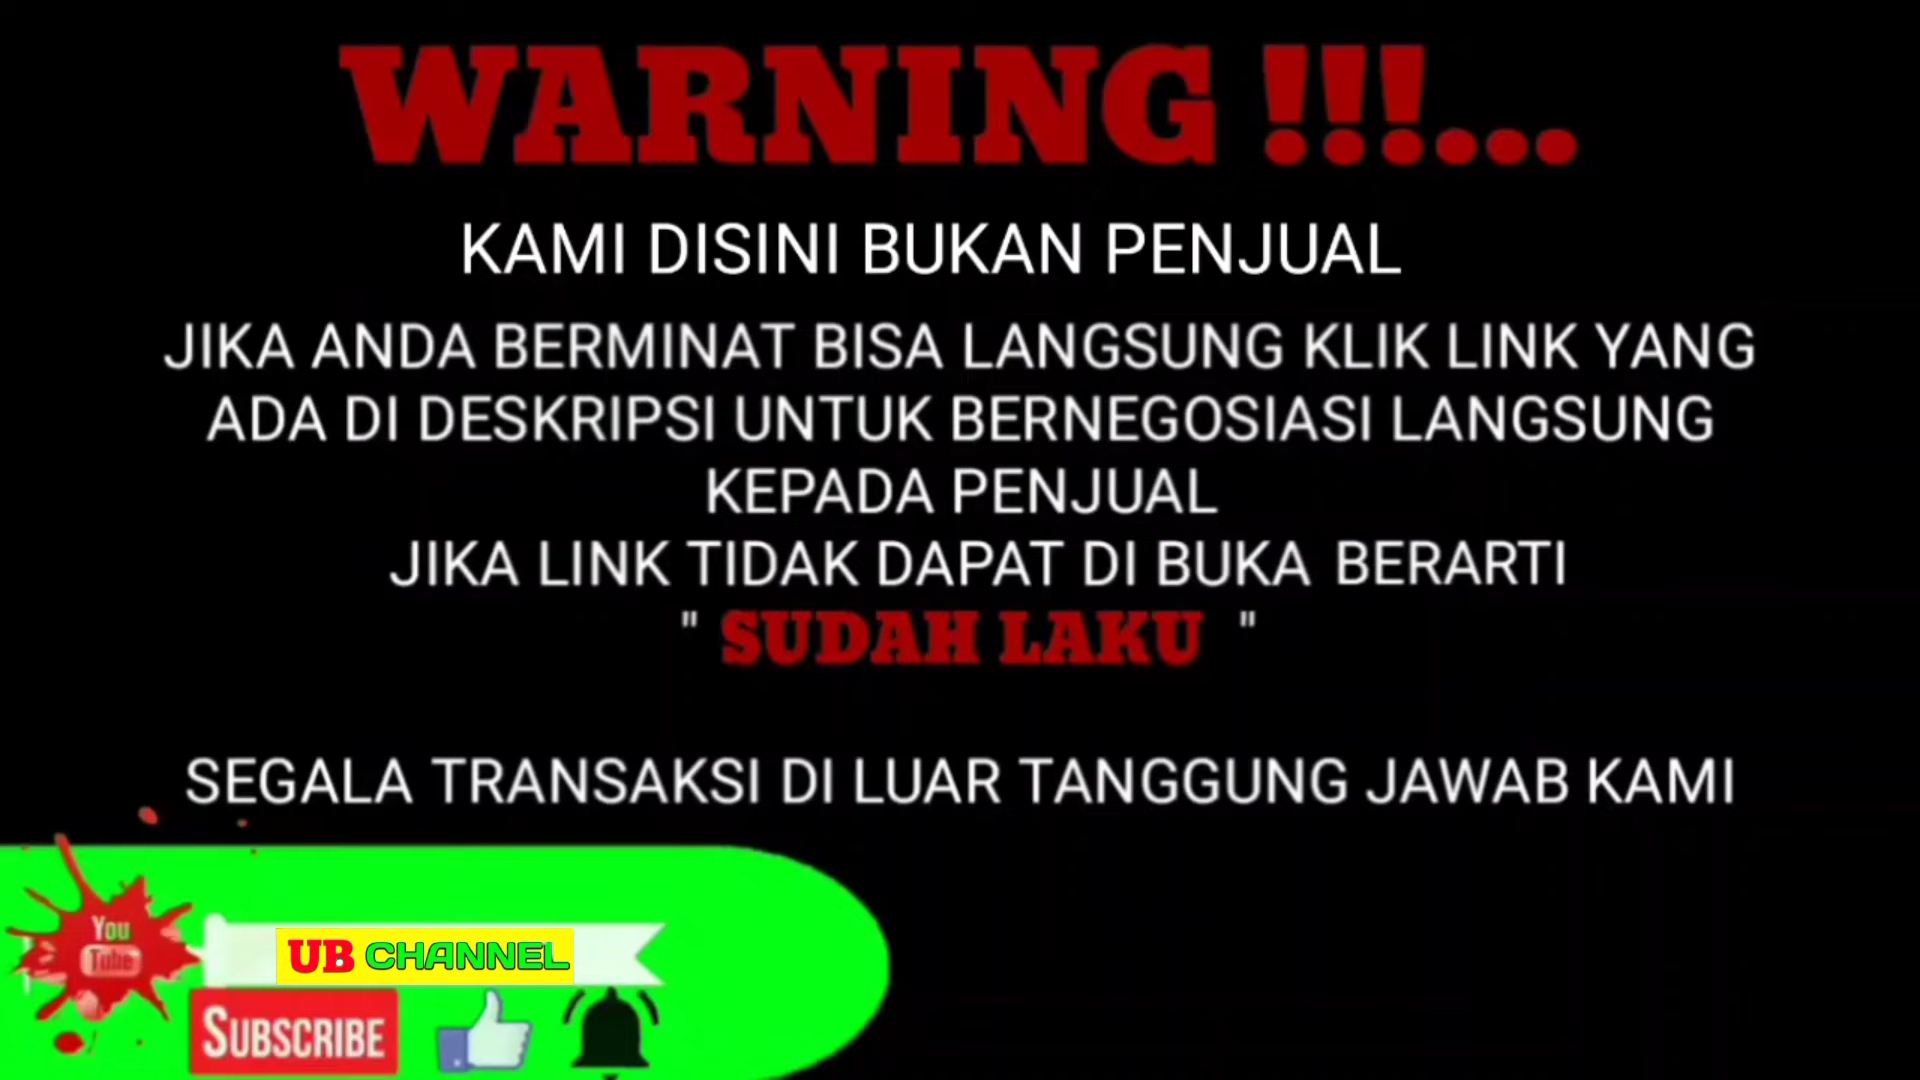 WARNING !!!...
KAMI DISINI BUKAN PENJUAL
JIKA ANDA BERMINAT BISA LANGSUNG KLIK LINK YANG
ADA DI DESKRIPSI UNTUK BERNEGOSIASI LANGSUNG
KEPADA PENJUAL
JIKA LINK TIDAK DAPAT DI BUKA BERARTI
" SUDAH LAKU "
SEGALA TRANSAKSI DI LUAR TANGGUNG JAWAB KAMI
You
Tube
UB CHANNEL
SUBSCRIBE